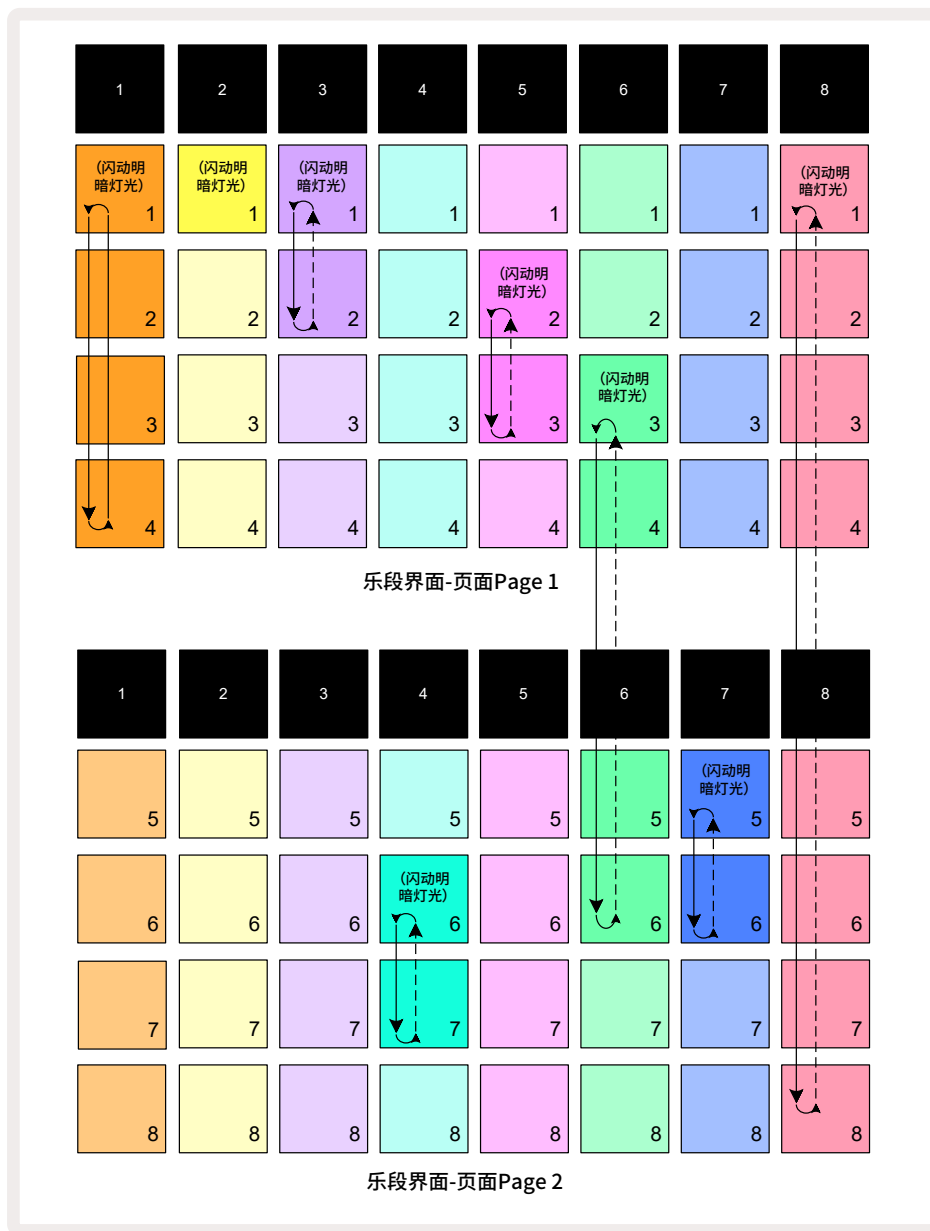 1 2 3 4 5 6 7 8
(闪动明 (闪动明 (闪动明 (闪动明
暗灯光) 暗灯光) 暗灯光) 暗灯光)
1 1 1 1 1 1 1 1
(闪动明
暗灯光)
2 2 2 2 2 2 2 2
(闪动明
暗灯光)
3 3 3 3 3 3 3 3
4 4 4 4 4 4 4 4
乐段界面-页面Page 1
1 2 3 4 5 6 7 8
(闪动明
暗灯光)
5 5 5 5 5 5 5 5
(闪动明
暗灯光)
6 6 6 6 6 6 6 6
7 7 7 7 7 7 7 7
8 8 8 8 8 8 8 8
乐段界面-页面Page 2